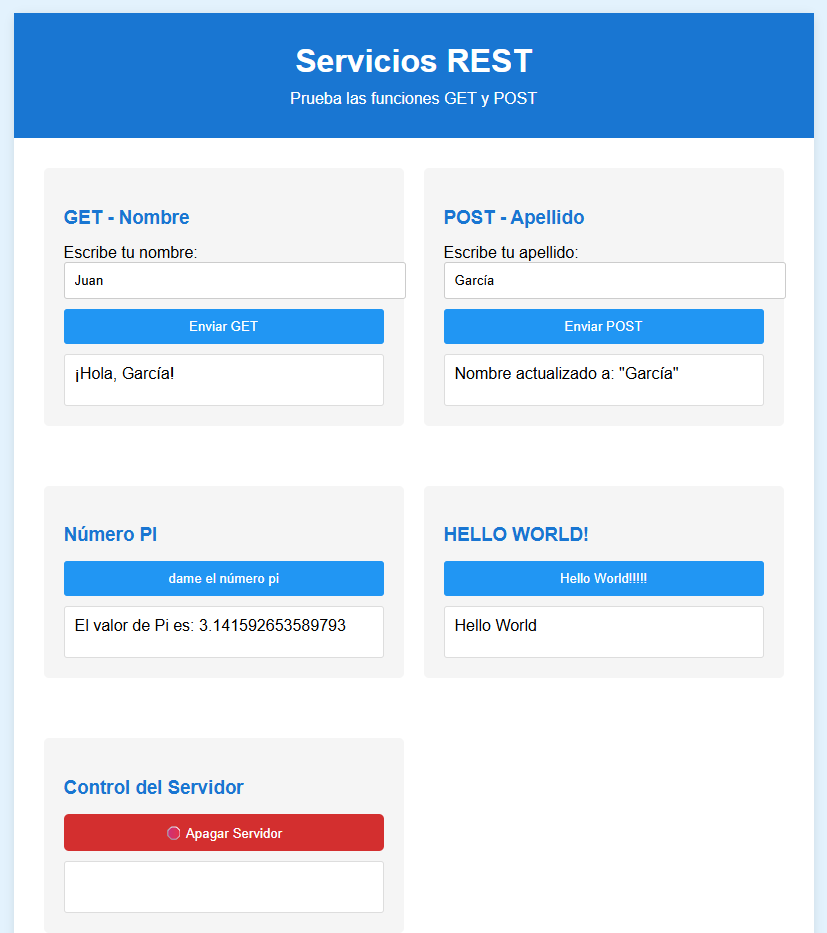 Servicios REST
Prueba las funciones GET y POST
GET - Nombre
Escribe tu nombre:
Juan
Enviar GET
¡Hola, García!
POST - Apellido
Escribe tu apellido:
García
Enviar POST
Nombre actualizado a: "García"
Número PI
dame el número pi
El valor de Pi es: 3.141592653589793
HELLO WORLD!
Hello World!!!!!
Hello World
Control del Servidor
Apagar Servidor